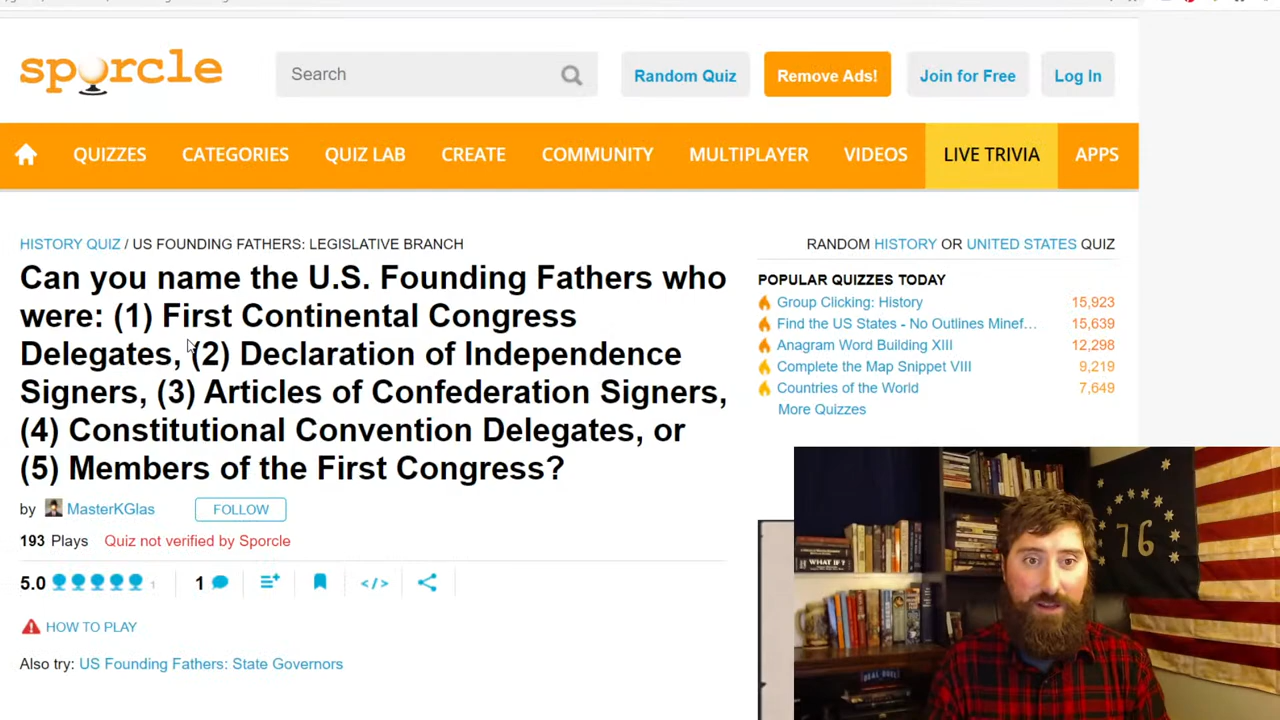 sporcle
Search
Random Quiz
Remove Ads!
Join for Free
Log In
QUIZZES
CATEGORIES
QUIZ LAB
CREATE
COMMUNITY
MULTIPLAYER
VIDEOS
LIVE TRIVIA
APPS
HISTORY QUIZ / US FOUNDING FATHERS: LEGISLATIVE BRANCH
Can you name the U.S. Founding Fathers who
were: (1) First Continental Congress
Delegates, (2) Declaration of Independence
Signers, (3) Articles of Confederation Signers,
(4) Constitutional Convention Delegates, or
(5) Members of the First Congress?
by MasterKGlas FOLLOW
193 Plays Quiz not verified by Sporcle
5.0 1 1 </>
HOW TO PLAY
Also try: US Founding Fathers: State Governors
RANDOM HISTORY OR UNITED STATES QUIZ
POPULAR QUIZZES TODAY
Group Clicking: History 15,923
Find the US States - No Outlines Minef... 15,639
Anagram Word Building XIII 12,298
Complete the Map Snippet VIII 9,219
Countries of the World 7,649
More Quizzes
WHAT IF?
76